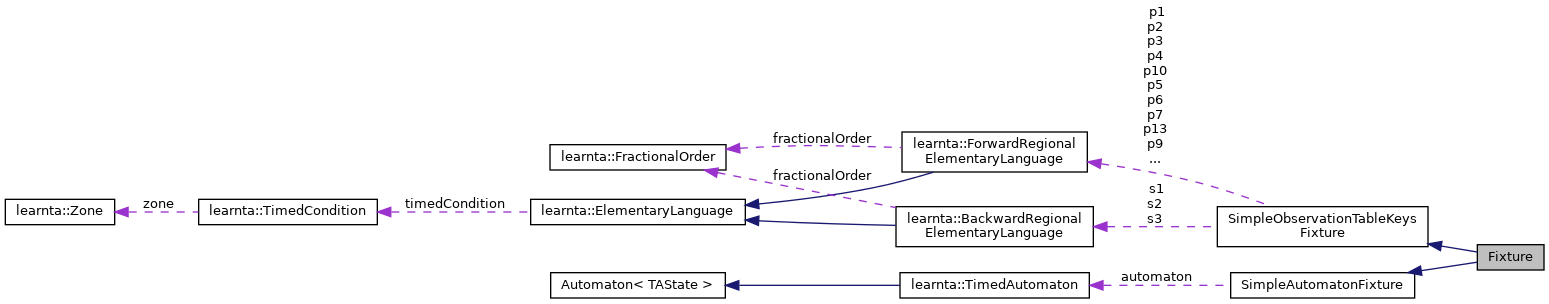 p1
p2
p3
p4
p10
p5
p6
p7
p13
p9
...
fractionalOrder
learnta::ForwardRegional
ElementaryLanguage
learnta::FractionalOrder
fractionalOrder
s1
s2
s3
learnta::Zone
zone
learnta::TimedCondition
timedCondition
learnta::ElementaryLanguage
learnta::BackwardRegional
ElementaryLanguage
SimpleObservationTableKeys
Fixture
Fixture
Automaton< TAState >
learnta::TimedAutomaton
automaton
SimpleAutomatonFixture